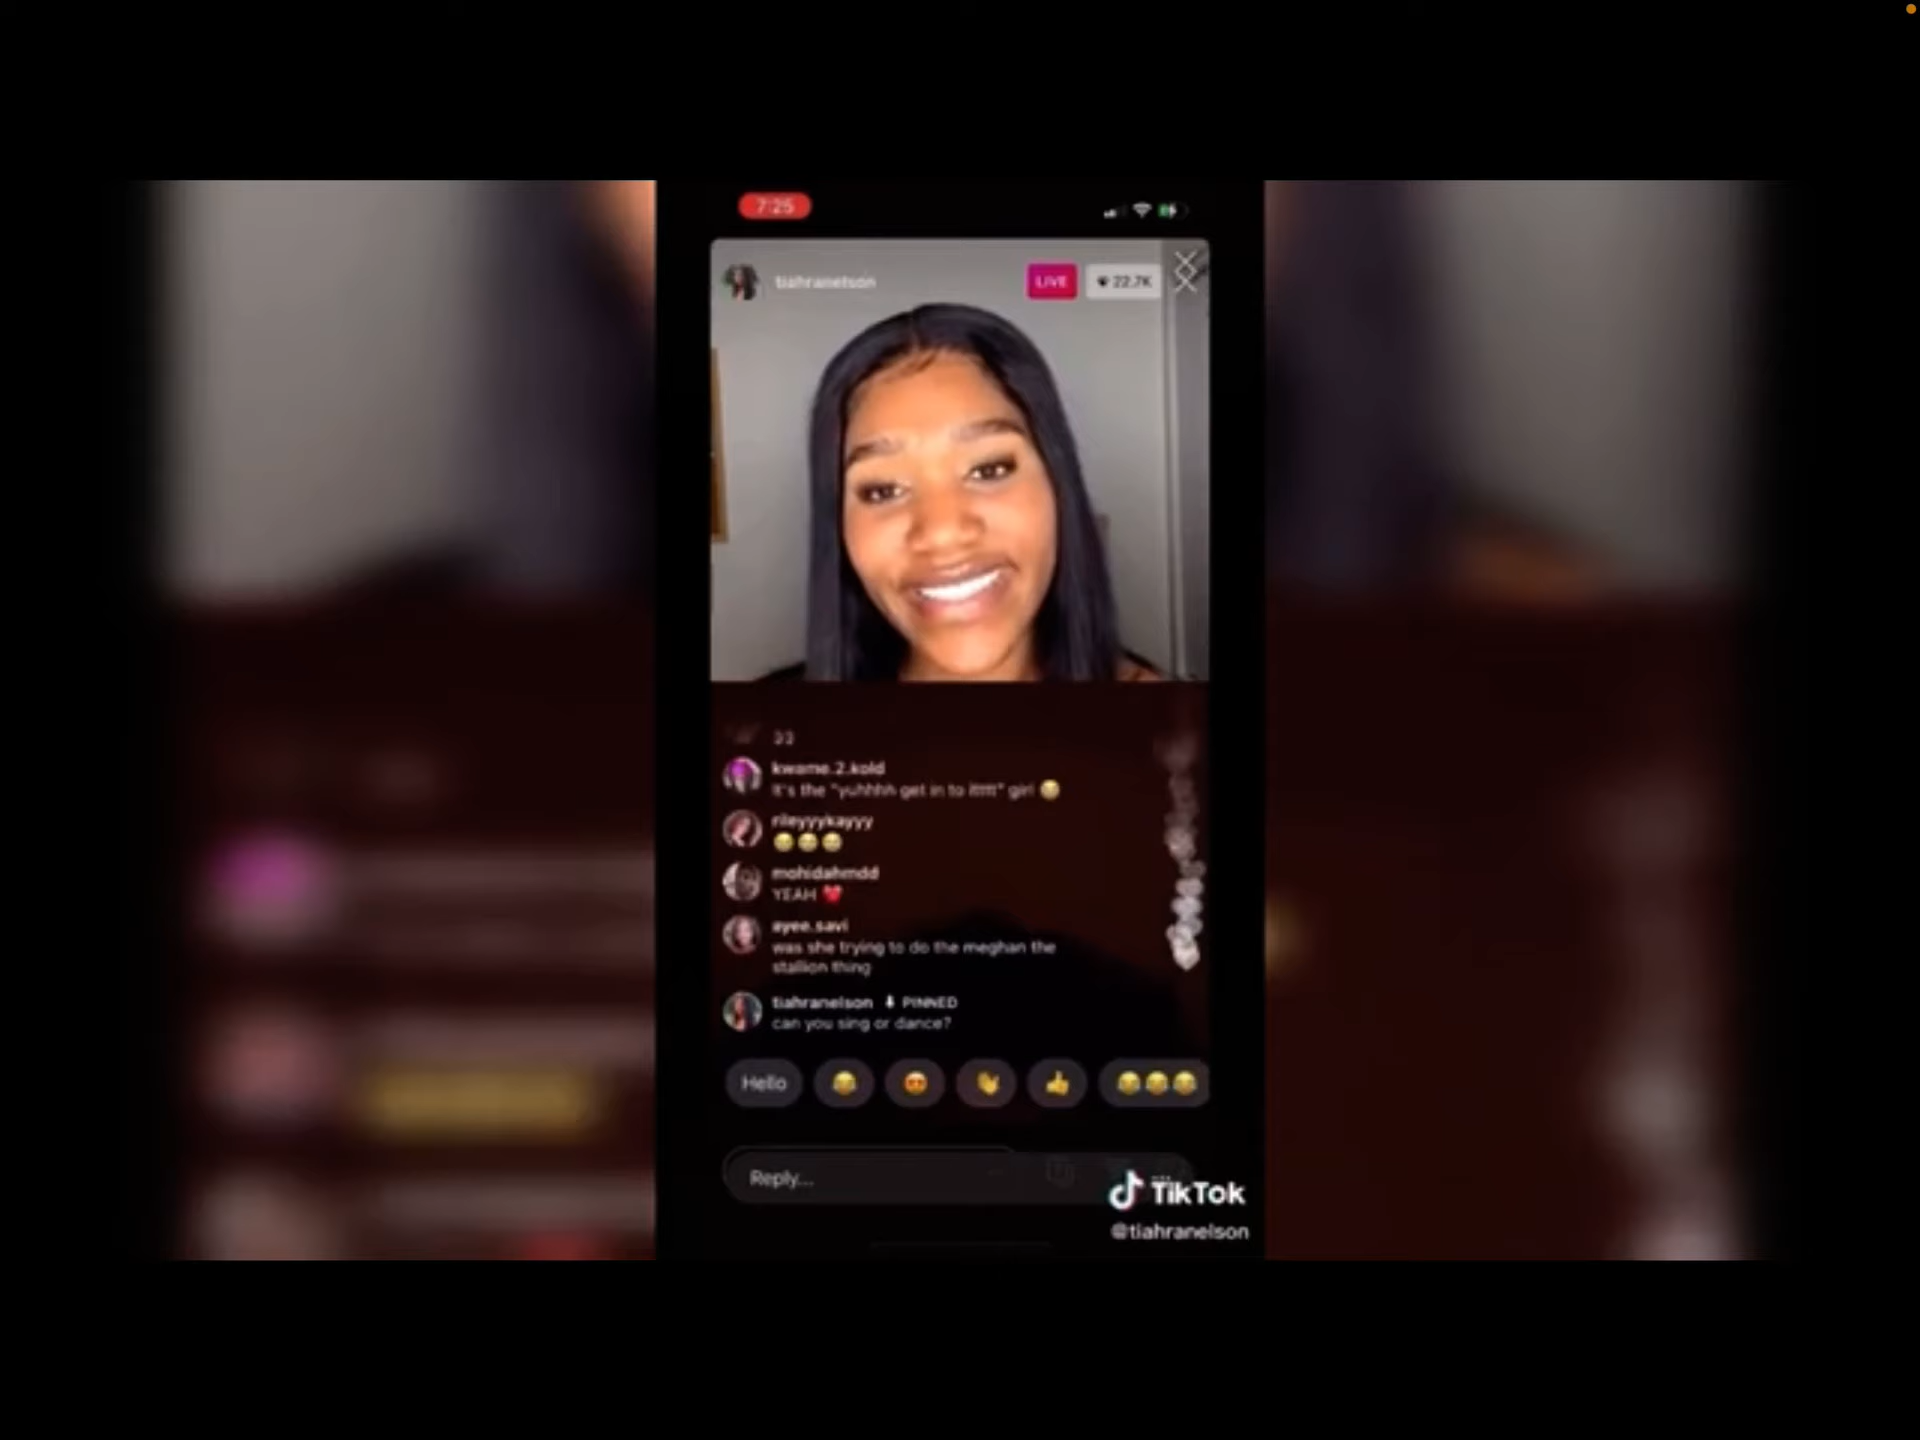 7:25
tiahranelson
LIVE
22.7K
kwame.2.kold
it's the "yuhhhh get in to itttt" girl 😂
rileyyykayyy
😂😂😂
mohidahmdd
YEAH ❤️
ayee.savi
was she trying to do the meghan the
stallion thing
tiahranelson PINNED
can you sing or dance?
Hello 😂 😍 👏 👍 😂😂😂
Reply...
TikTok
@tiahranelson